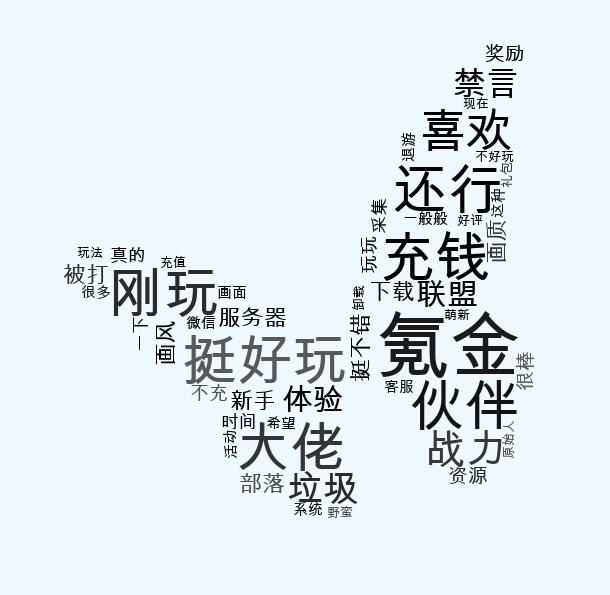 奖励
禁言
现在
喜欢
退游
不好玩
还行
礼包
这种
采集
一般般
好评
画质
玩玩
充钱
玩法
真的
充值
被打
很多
刚玩
画面
下载
联盟
卸载
一下
画风
微信
服务器
挺不错
萌新
氪金
挺好玩
很棒
客服
不充
新手
体验
伙伴
时间
希望
活动
大佬
战力
原始人
资源
部落
垃圾
系统
野蛮